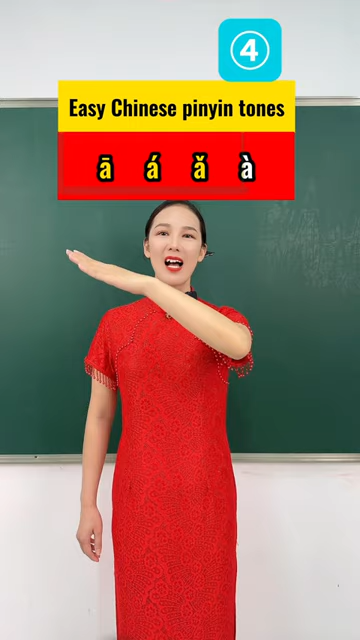 ④
Easy Chinese pinyin tones
ā á ǎ à